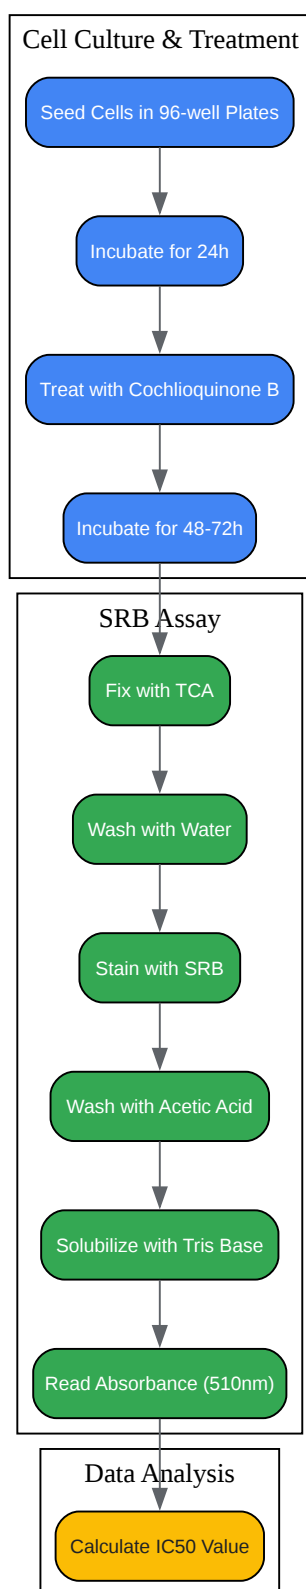 Cell Culture & Treatment
Seed Cells in 96-well Plates
Incubate for 24h
Treat with Cochlioquinone B
Incubate for 48-72h
SRB Assay
Fix with TCA
Wash with Water
Stain with SRB
Wash with Acetic Acid
Solubilize with Tris Base
Read Absorbance (510nm)
Data Analysis
Calculate IC50 Value